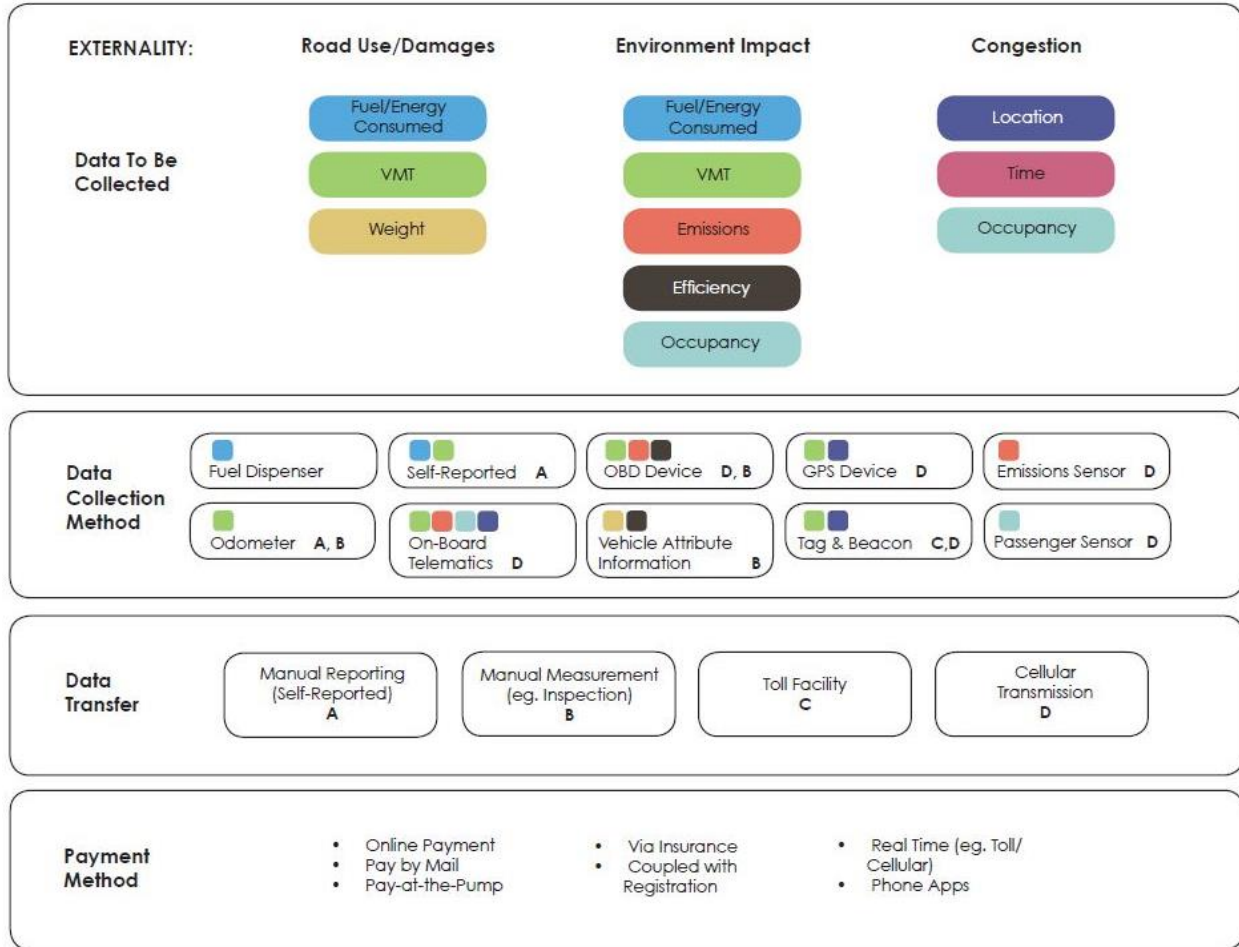 EXTERNALITY:
Road Use/Damages
Environment Impact
Congestion
Data To Be
Collected
Fuel/Energy
Consumed
VMT
Weight
Fuel/Energy
Consumed
VMT
Emissions
Efficiency
Occupancy
Location
Time
Occupancy
Data
Collection
Method
Fuel Dispenser
Self-Reported A
OBD Device D, B
GPS Device D
Emissions Sensor D
Odometer A, B
On-Board
Telematics D
Vehicle Attribute
Information B
Tag & Beacon C,D
Passenger Sensor D
Data
Transfer
Manual Reporting
(Self-Reported)
A
Manual Measurement
(eg. Inspection)
B
Toll Facility
C
Cellular
Transmission
D
Payment
Method
• Online Payment
• Pay by Mail
• Pay-at-the-Pump
• Via Insurance
• Coupled with
Registration
• Real Time (eg. Toll/
Cellular)
• Phone Apps